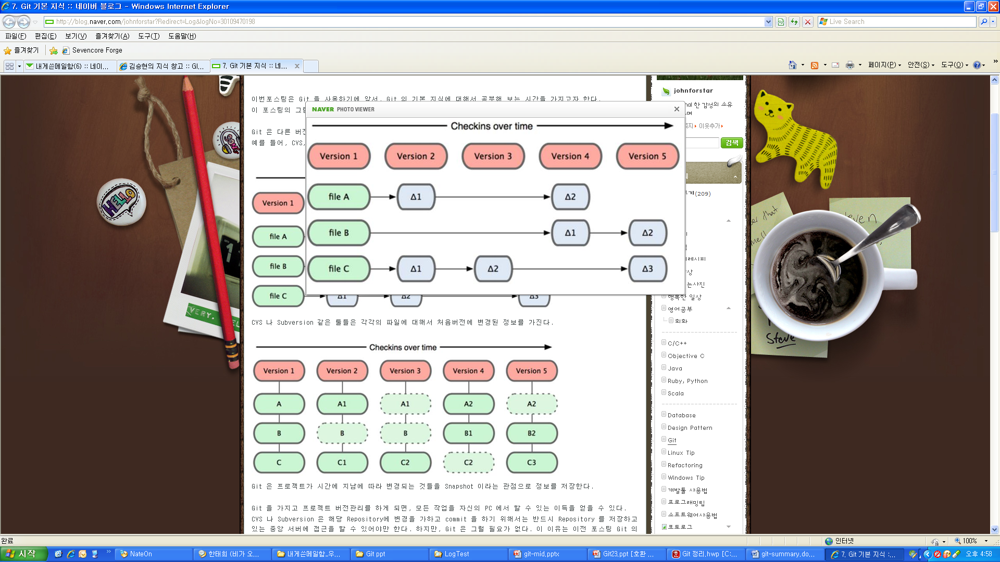 7. Git 기본 지식 :: 네이버 블로그 - Windows Internet Explorer
http://blog.naver.com/johnforstar?Redirect=Log&logNo=30109470198
Live Search
파일(F) 편집(E) 보기(V) 즐겨찾기(A) 도구(T) 도움말(H)
즐겨찾기 Sevencore Forge
내게쓴메일함(6) :: 네이... 김승현의 지식 창고 :: GI... 7. Git 기본 지식 :: 네... 페이지(P) 안전(S) 도구(O)
이번포스팅은 Git 을 사용하기에 앞서, Git 의 기본 지식에 대해서 공부해 보는 시간을 가지고자 한다.
이 포스팅의 그림
Git 은 다른 버전
예를 들어, CVS,
NAVER PHOTO VIEWER
Checkins over time
Version 1 Version 2 Version 3 Version 4 Version 5
file A Δ1 Δ2
file B Δ1 Δ2
file C Δ1 Δ2 Δ3
Version 1
file A
file B
file C Δ1 Δ2 Δ3
CVS 나 Subversion 같은 툴들은 각각의 파일에 대해서 처음버전에 변경된 정보를 가진다.
Checkins over time
Version 1 Version 2 Version 3 Version 4 Version 5
A A1 A1 A2 A2
B B B B1 B2
C C1 C2 C2 C3
Git 은 프로젝트가 시간에 지남에 따라 변경되는 것들을 Snapshot 이라는 관점으로 정보를 저장한다.
Git 을 가지고 프로젝트 버전관리를 하게 되면, 모든 작업을 자신의 PC 에서 할 수 있는 이득을 얻을 수 있다.
CVS 나 Subversion 은 해당 Repository에 변경을 가하고 commit 을 하기 위해서는 반드시 Repository 를 저장하고
있는 중앙 서버에 접근을 할 수 있어야만 한다. 하지만, Git 은 그럴 필요가 없다. 이 이유는 이전 포스팅 Git 의
johnforstar
nal 한 감성의 소유
며
쪽지 이웃추가
검색
기(209)
레시피
상
는사진
행복한 일상
영어공부
회화
C/C++
Objective C
Java
Ruby, Python
Scala
Database
Design Pattern
Git
Linux Tip
Refactoring
Windows Tip
개발툴 사용법
프로그래밍팁
소프트웨어사용법
포토로그
HELLO
VERY.
Steve
완료 인터넷 100%
시작 NateOn 한태희 (비가 오... 내게쓴메일함_우... Git ppt LogTest git-mid.pptx Git23.ppt [호환 ... Git 정리.hwp [C:... git-summary.do... 7. Git 기본 지식 :... 오후 4:58